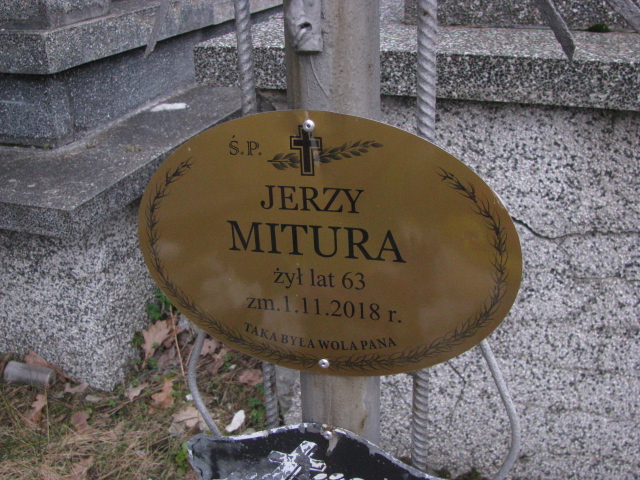 Ś.P.
JERZY
MITURA
żył lat 63
zm.1.11.2018 r.
TAKA BYŁA WOLA PANA